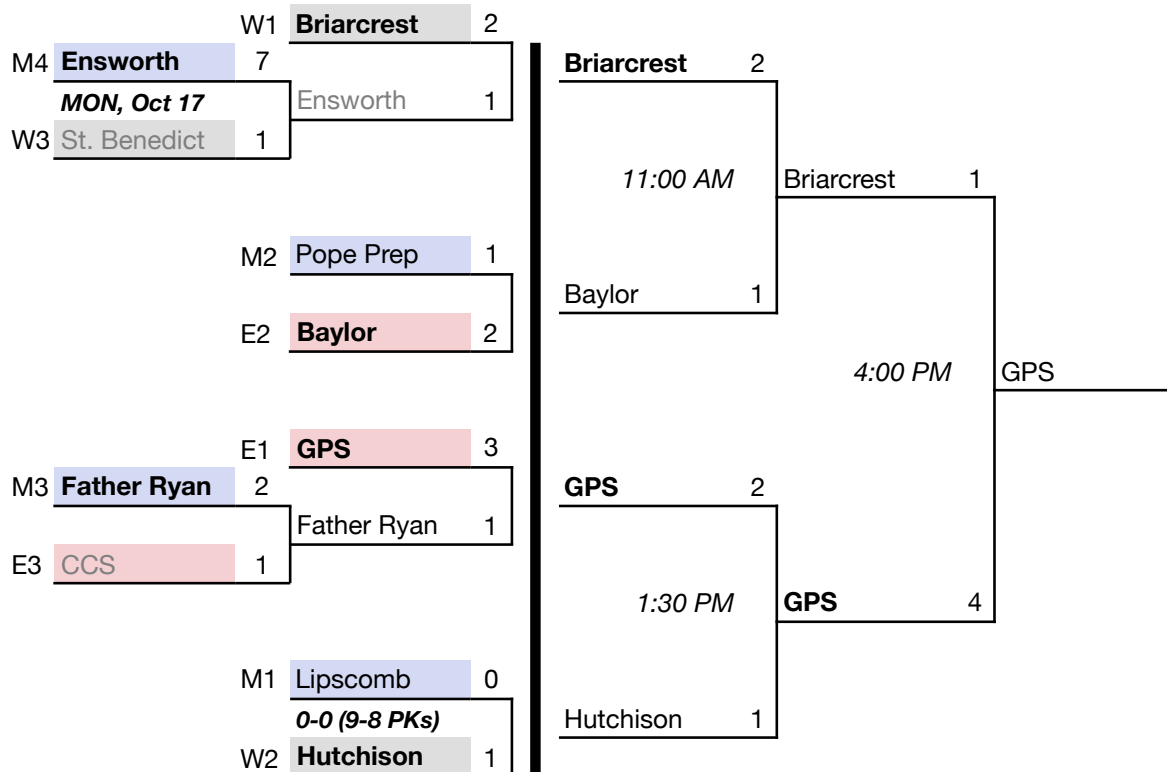 W1 Briarcrest 2
M4 Ensworth 7
Briarcrest 2
MON, Oct 17
Ensworth 1
W3 St. Benedict 1
11:00 AM
Briarcrest 1
M2 Pope Prep 1
Baylor 1
E2 Baylor 2
4:00 PM
GPS
E1 GPS 3
M3 Father Ryan 2
GPS 2
Father Ryan 1
E3 CCS 1
1:30 PM
GPS 4
M1 Lipscomb 0
0-0 (9-8 PKs)
Hutchison 1
W2 Hutchison 1